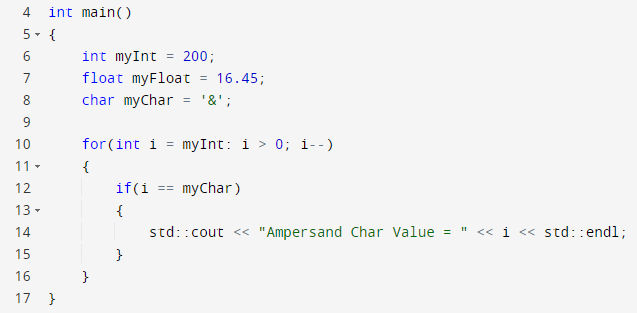 4 int main()
5 {
6 int myInt = 200;
7 float myFloat = 16.45;
8 char myChar = '&';
9
10 for(int i = myInt: i > 0; i--)
11 {
12 if(i == myChar)
13 {
14 std::cout << "Ampersand Char Value = " << i << std::endl;
15 }
16 }
17 }